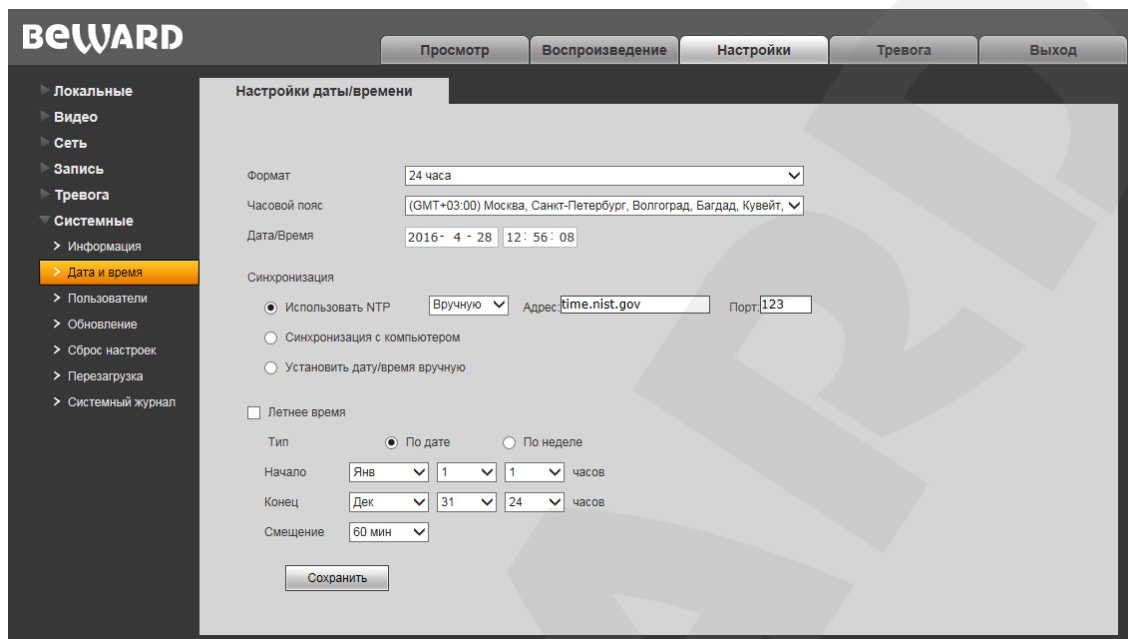 BEWARD
Просмотр Воспроизведение Настройки Тревога Выход
Локальные
Видео
Сеть
Запись
Тревога
Системные
> Информация
> Дата и время
> Пользователи
> Обновление
> Сброс настроек
> Перезагрузка
> Системный журнал
Настройки даты/времени
Формат 24 часа
Часовой пояс (GMT+03:00) Москва, Санкт-Петербург, Волгоград, Багдад, Кувейт,
Дата/Время 2016- 4 - 28 12: 56: 08
Синхронизация
Использовать NTP Вручную Адрес: time.nist.gov Порт: 123
Синхронизация с компьютером
Установить дату/время вручную
Летнее время
Тип По дате По неделе
Начало Янв 1 1 часов
Конец Дек 31 24 часов
Смещение 60 мин
Сохранить